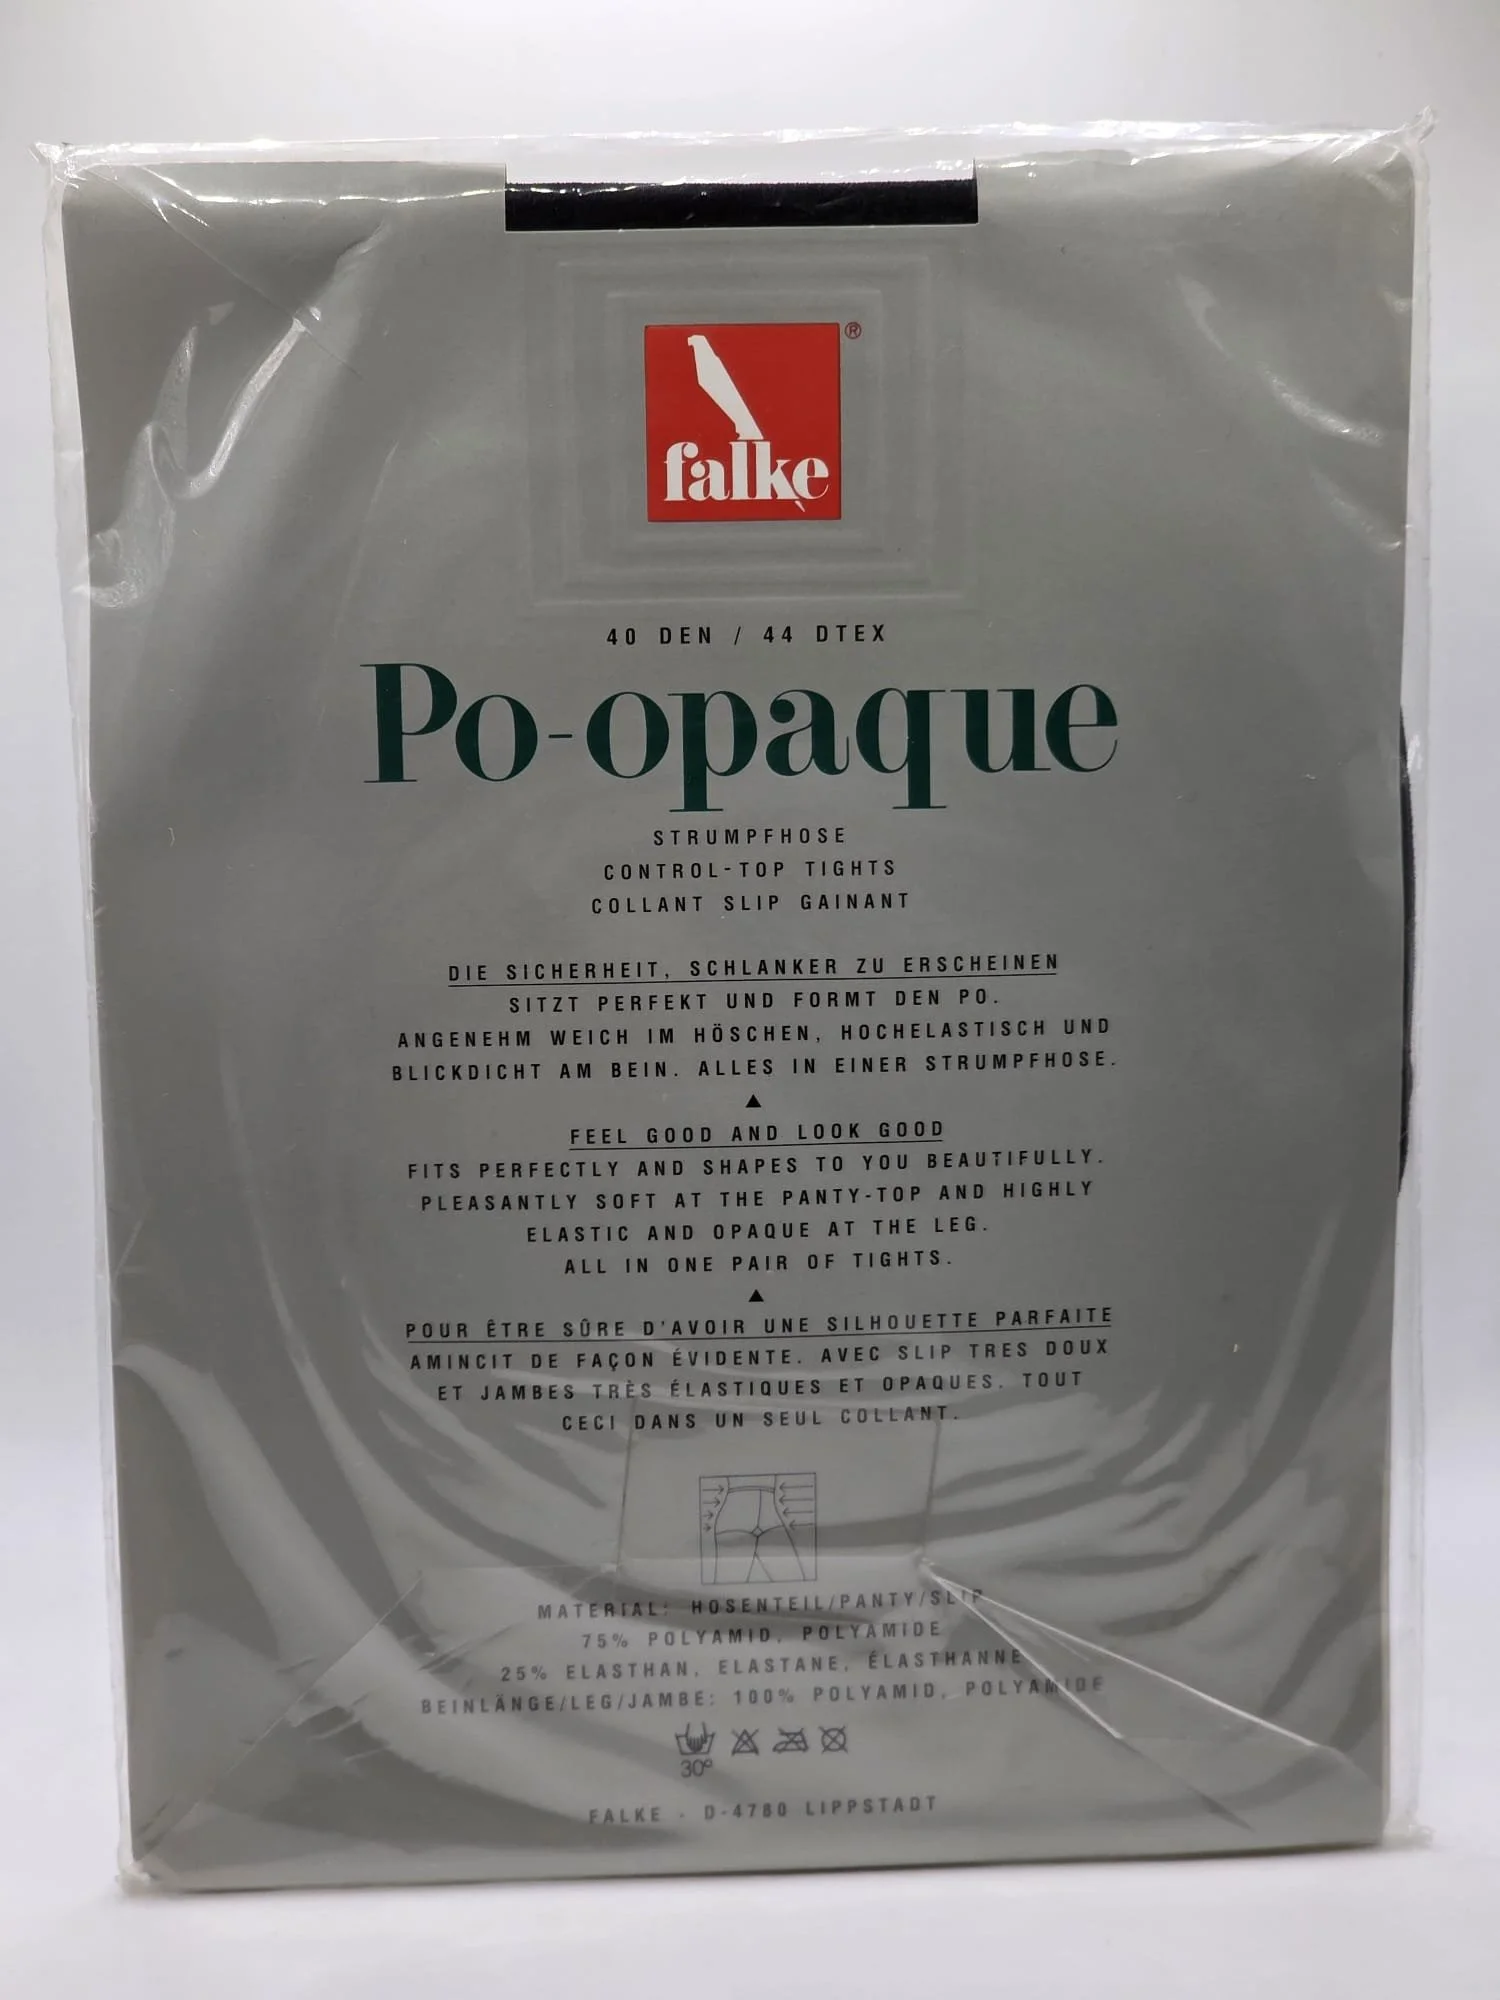 falke
®
40 DEN / 44 DTEX
Po-opaque
STRUMPFHOSE
CONTROL-TOP TIGHTS
COLLANT SLIP GAINANT
DIE SICHERHEIT, SCHLANKER ZU ERSCHEINEN
SITZT PERFEKT UND FORMT DEN PO.
ANGENEHM WEICH IM HÖSCHEN, HOCHELASTISCH UND
BLICKDICHT AM BEIN. ALLES IN EINER STRUMPFHOSE.
FEEL GOOD AND LOOK GOOD
FITS PERFECTLY AND SHAPES TO YOU BEAUTIFULLY.
PLEASANTLY SOFT AT THE PANTY-TOP AND HIGHLY
ELASTIC AND OPAQUE AT THE LEG.
ALL IN ONE PAIR OF TIGHTS.
POUR ÊTRE SÛRE D'AVOIR UNE SILHOUETTE PARFAITE
AMINCIT DE FAÇON ÉVIDENTE. AVEC SLIP TRES DOUX
ET JAMBES TRÈS ÉLASTIQUES ET OPAQUES. TOUT
CECI DANS UN SEUL COLLANT.
MATERIAL: HOSENTEIL/PANTY/SLIP
75% POLYAMID, POLYAMIDE
25% ELASTHAN, ELASTANE, ÉLASTHANNE
BEINLÄNGE/LEG/JAMBE: 100% POLYAMID, POLYAMIDE
30°
FALKE · D-4780 LIPPSTADT